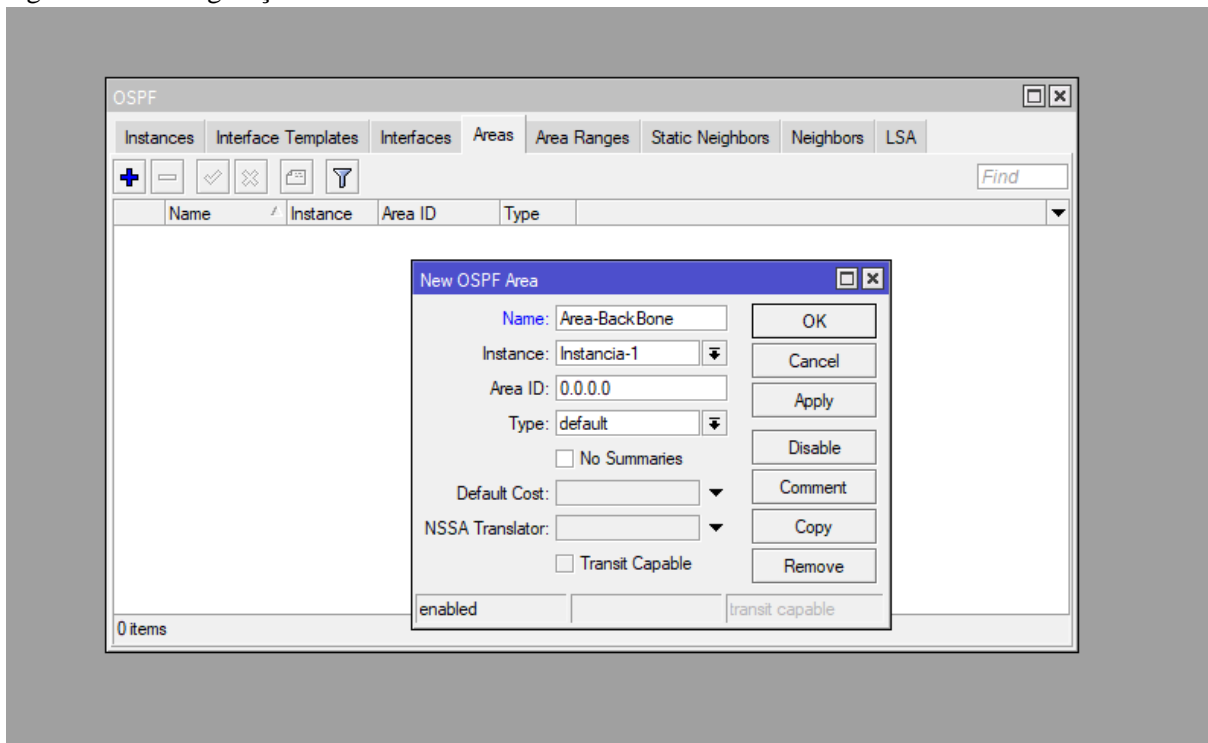 OSPF
Instances Interface Templates Interfaces Areas Area Ranges Static Neighbors Neighbors LSA
Find
Name Instance Area ID Type
New OSPF Area
Name: Area-BackBone OK
Instance: Instancia-1 Cancel
Area ID: 0.0.0.0 Apply
Type: default
Disable
No Summaries
Default Cost: Comment
NSSA Translator: Copy
Transit Capable Remove
enabled transit capable
0 items